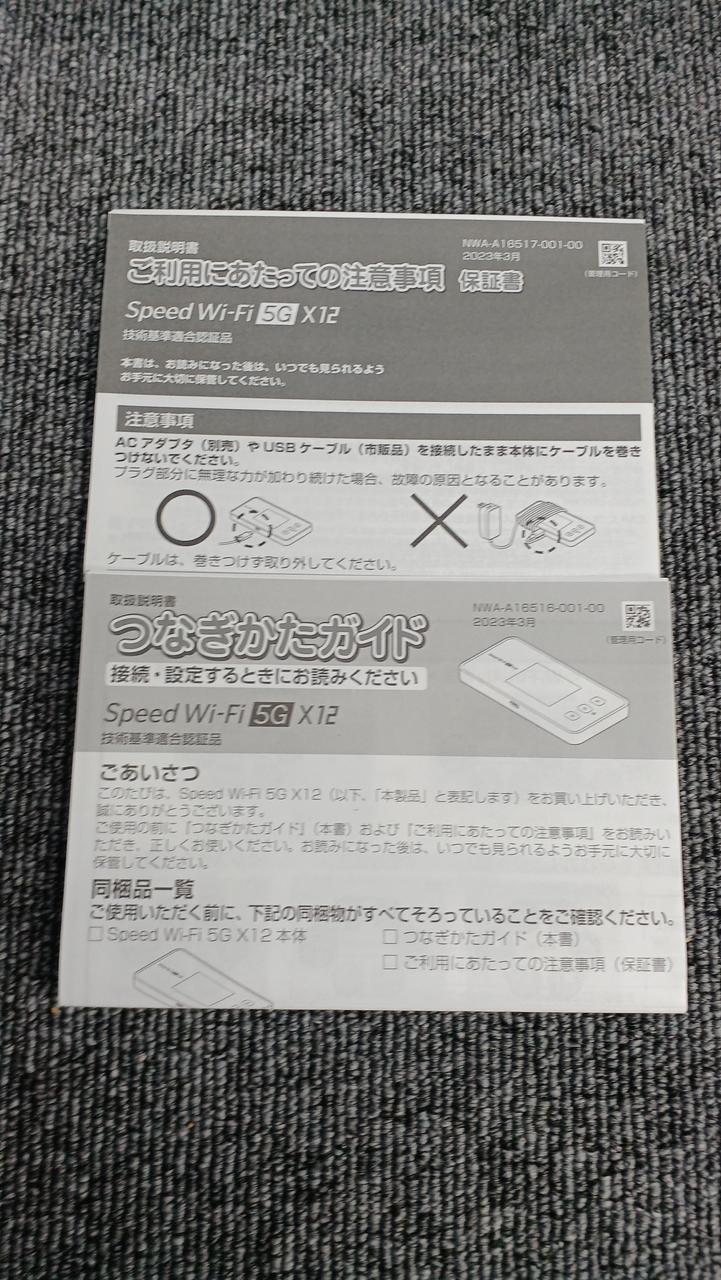 取扱説明書
NWA-A16517-001-00
2023年3月
(管理用コード)
ご利用にあたっての注意事項 保証書
Speed Wi-Fi 5G X12
技術基準適合認証品
本書は、お読みになった後は、いつでも見られるよう
お手元に大切に保管してください。
注意事項
ACアダプタ（別売）やUSBケーブル（市販品）を接続したまま本体にケーブルを巻き
つけないでください。
プラグ部分に無理な力が加わり続けた場合、故障の原因となることがあります。
ケーブルは、巻きつけず取り外してください。
取扱説明書
NWA-A16516-001-00
2023年3月
(管理用コード)
つなぎかたガイド
接続・設定するときにお読みください
Speed Wi-Fi 5G X12
技術基準適合認証品
ごあいさつ
このたびは、Speed Wi-Fi 5G X12（以下、「本製品」と表記します）をお買い上げいただき、
誠にありがとうございます。
ご使用の前に『つなぎかたガイド』（本書）および『ご利用にあたっての注意事項』をお読みい
ただき、正しくお使いください。お読みになった後は、いつでも見られるようお手元に大切に
保管してください。
同梱品一覧
ご使用いただく前に、下記の同梱物がすべてそろっていることをご確認ください。
□ Speed Wi-Fi 5G X12 本体
□ つなぎかたガイド（本書）
□ ご利用にあたっての注意事項（保証書）